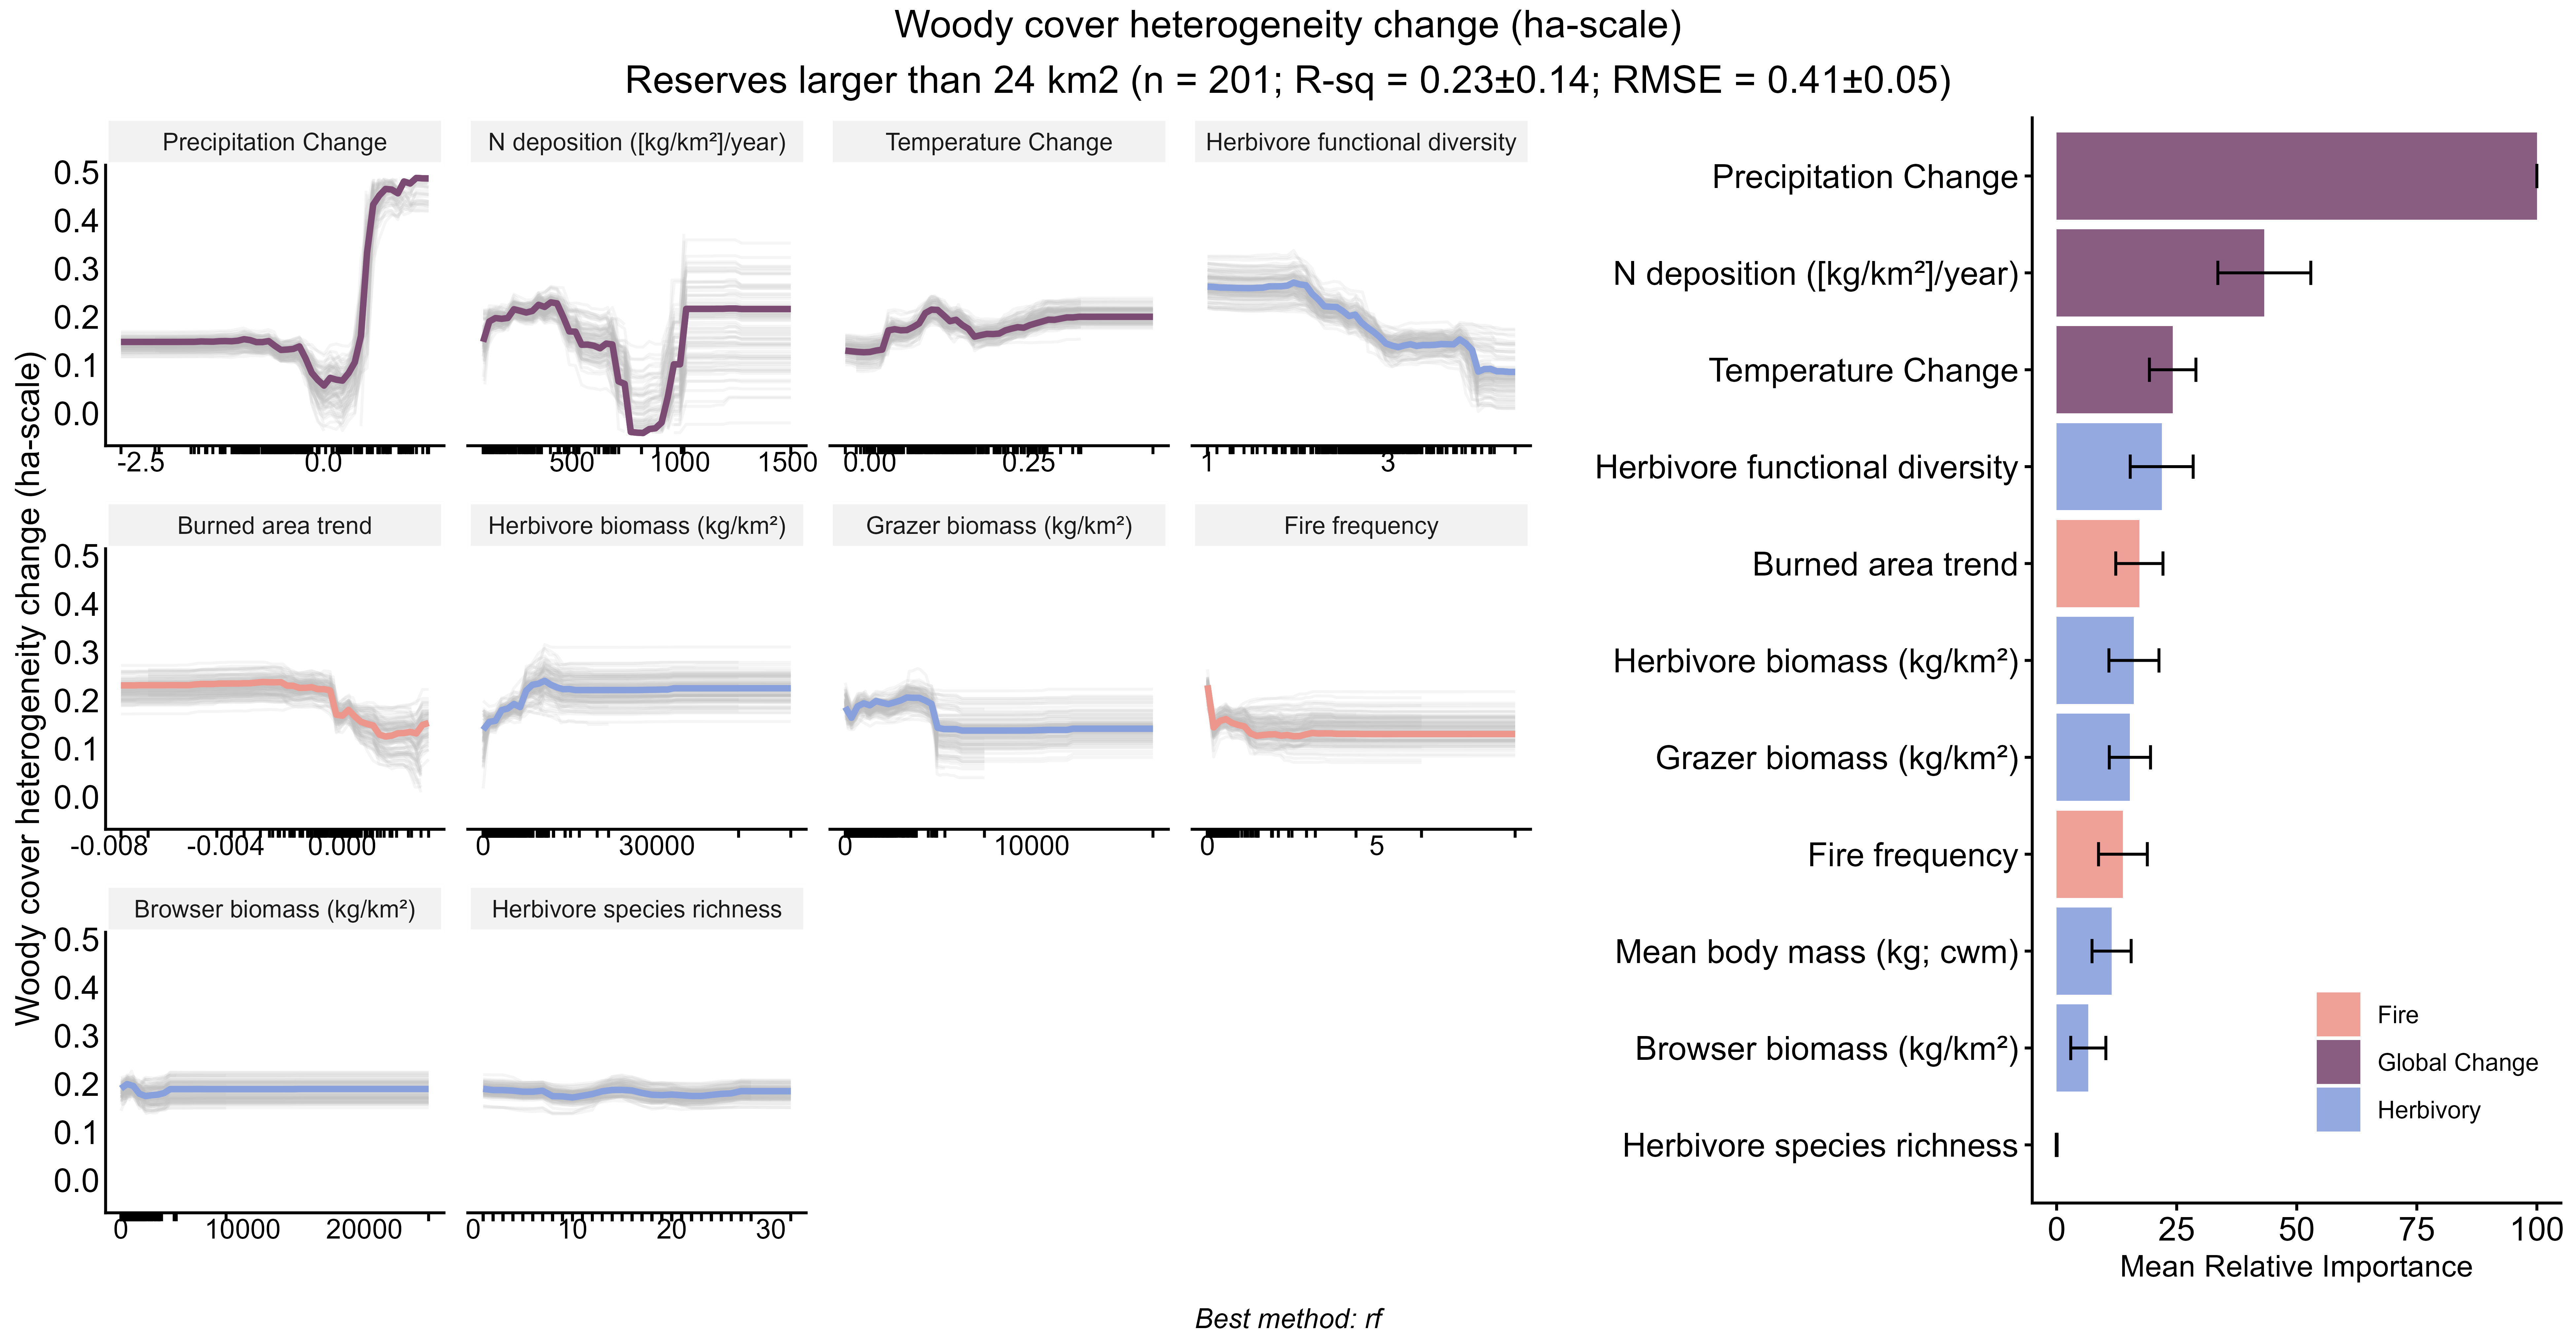 Woody cover heterogeneity change (ha-scale)
Reserves larger than 24 km2 (n = 201; R-sq = 0.23±0.14; RMSE = 0.41±0.05)
Woody cover heterogeneity change (ha-scale)
Precipitation Change
N deposition ([kg/km²]/year)
Temperature Change
Herbivore functional diversity
0.5
0.4
0.3
0.2
0.1
0.0
-2.5 0.0
500 1000 1500
0.00 0.25
1 3
Burned area trend
Herbivore biomass (kg/km²)
Grazer biomass (kg/km²)
Fire frequency
0.5
0.4
0.3
0.2
0.1
0.0
-0.008 -0.004 0.000
0 30000
0 10000
0 5
Browser biomass (kg/km²)
Herbivore species richness
0.5
0.4
0.3
0.2
0.1
0.0
0 10000 20000
0 10 20 30
Precipitation Change
N deposition ([kg/km²]/year)
Temperature Change
Herbivore functional diversity
Burned area trend
Herbivore biomass (kg/km²)
Grazer biomass (kg/km²)
Fire frequency
Mean body mass (kg; cwm)
Browser biomass (kg/km²)
Herbivore species richness
Fire
Global Change
Herbivory
0 25 50 75 100
Mean Relative Importance
Best method: rf